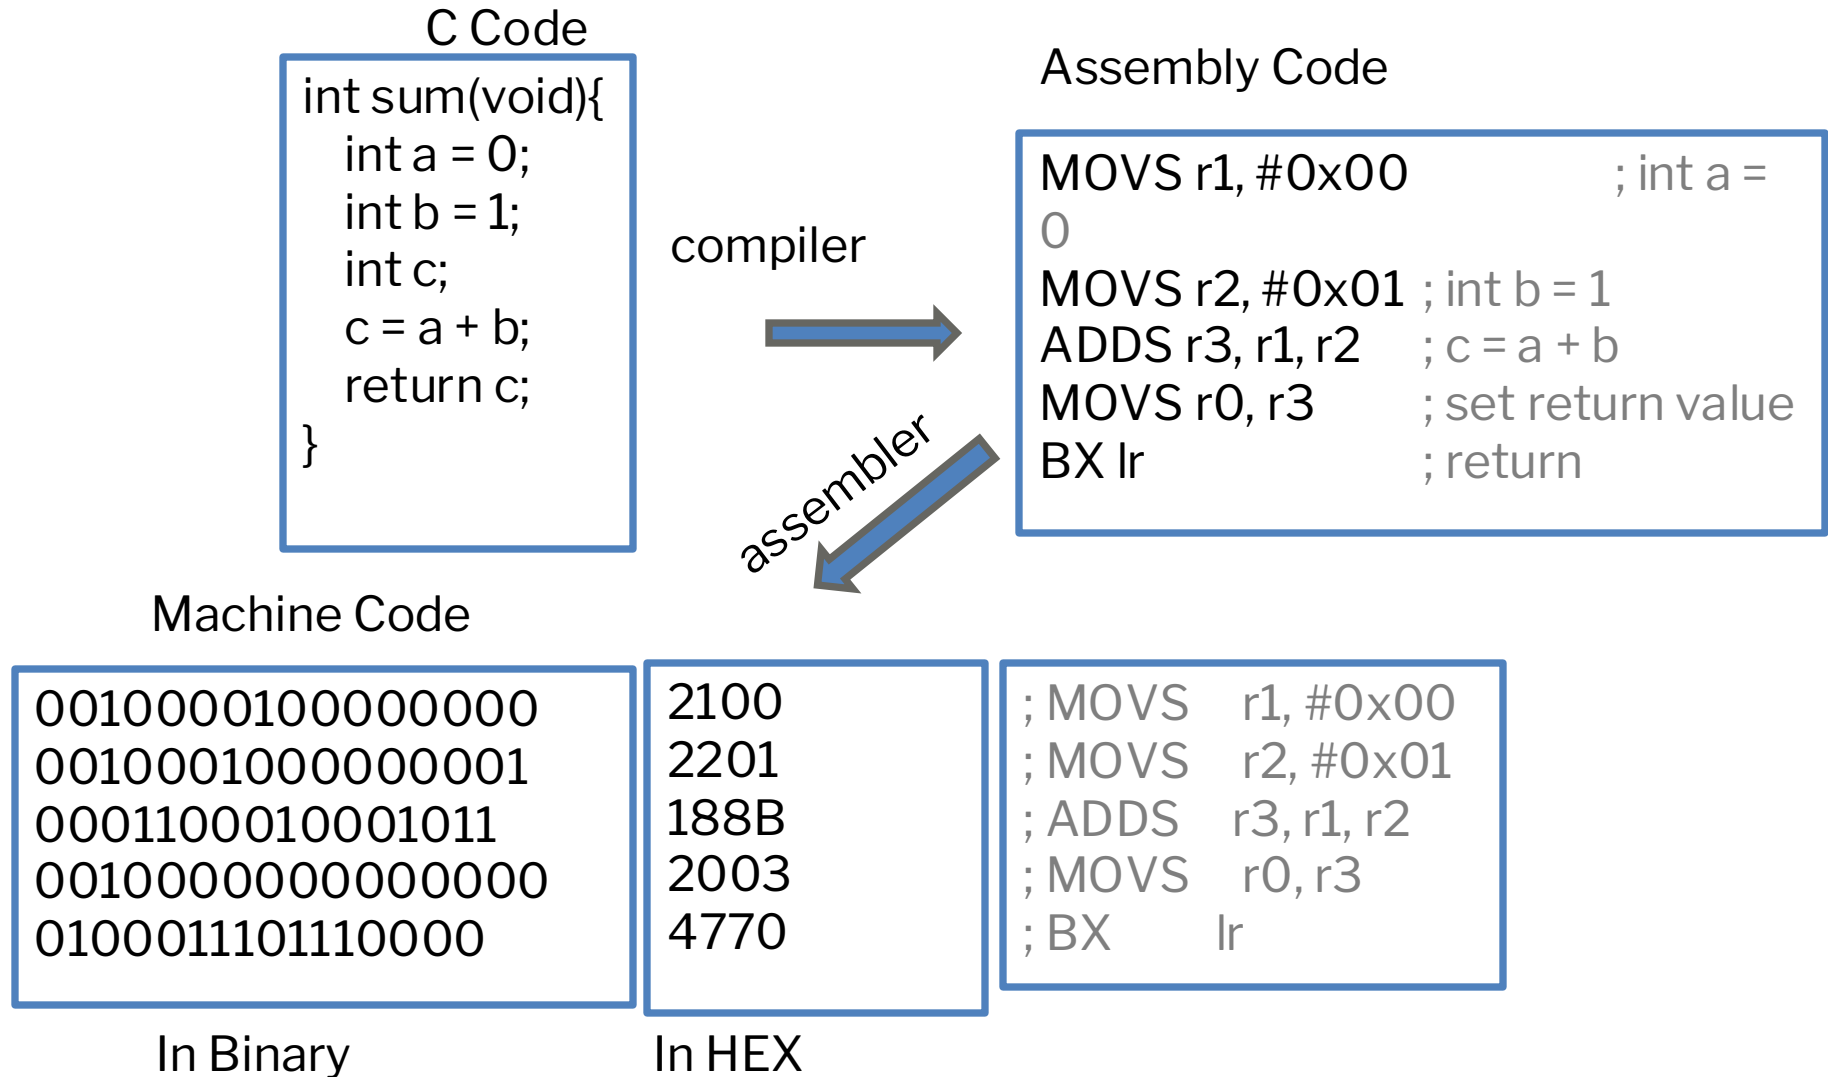 C Code
int sum(void){
int a = 0;
int b = 1;
int c;
c = a + b;
return c;
}
compiler
Assembly Code
MOVS r1, #0x00 ; int a =
0
MOVS r2, #0x01 ; int b = 1
ADDS r3, r1, r2 ; c = a + b
MOVS r0, r3 ; set return value
BX lr ; return
assembler
Machine Code
0010000100000000
0010001000000001
0001100010001011
0010000000000000
0100011101110000
In Binary
2100
2201
188B
2003
4770
In HEX
; MOVS r1, #0x00
; MOVS r2, #0x01
; ADDS r3, r1, r2
; MOVS r0, r3
; BX lr